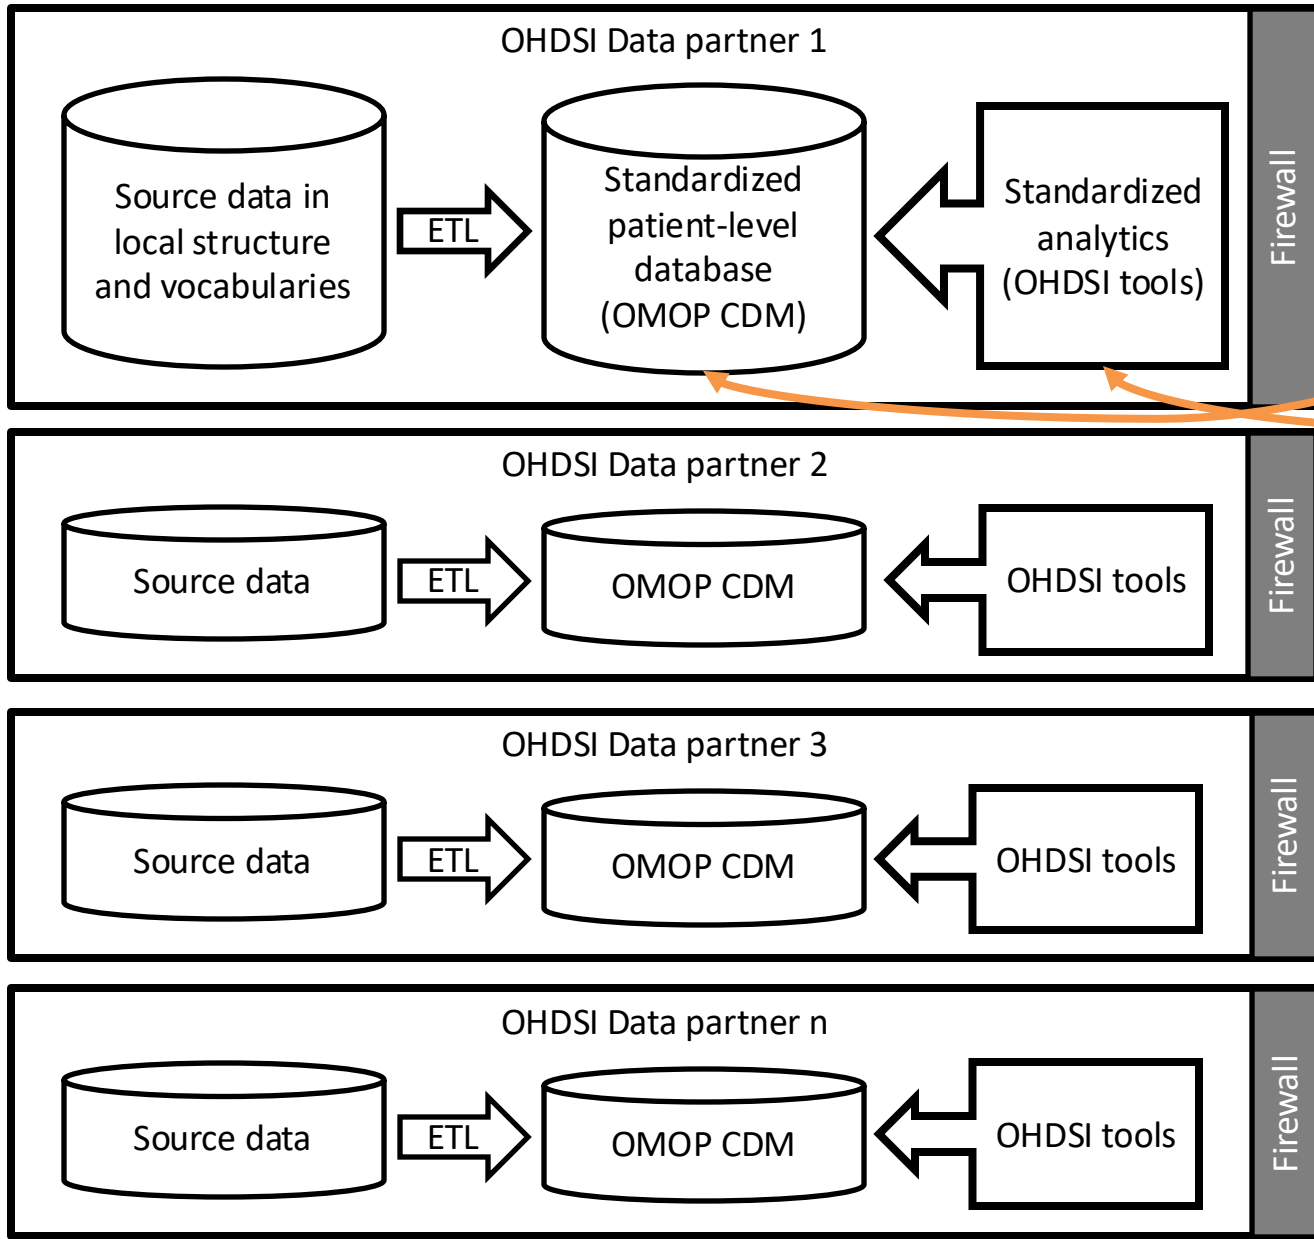 OHDSI Data partner 1
Source data in
local structure
and vocabularies
ETL
Standardized
patient-level
database
(OMOP CDM)
Standardized
analytics
(OHDSI tools)
Firewall
OHDSI Data partner 2
Source data
ETL
OMOP CDM
OHDSI tools
Firewall
OHDSI Data partner 3
Source data
ETL
OMOP CDM
OHDSI tools
Firewall
OHDSI Data partner n
Source data
ETL
OMOP CDM
OHDSI tools
Firewall